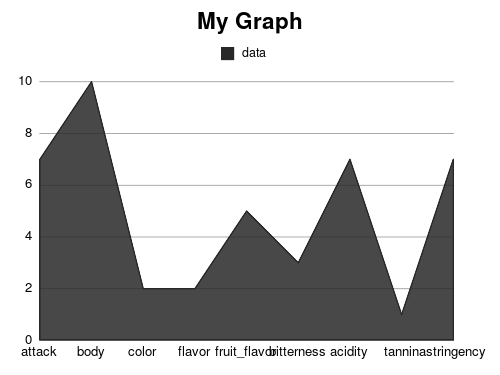 My Graph
data
10
8
6
4
2
0
attack body color flavor fruit_flavor bitterness acidity tannin astringency